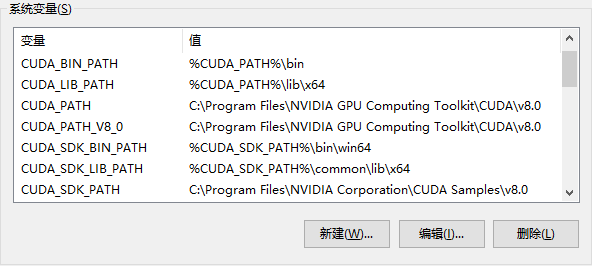 系统变量(S)
变量 值
CUDA_BIN_PATH %CUDA_PATH%\bin
CUDA_LIB_PATH %CUDA_PATH%\lib\x64
CUDA_PATH C:\Program Files\NVIDIA GPU Computing Toolkit\CUDA\v8.0
CUDA_PATH_V8_0 C:\Program Files\NVIDIA GPU Computing Toolkit\CUDA\v8.0
CUDA_SDK_BIN_PATH %CUDA_SDK_PATH%\bin\win64
CUDA_SDK_LIB_PATH %CUDA_SDK_PATH%\common\lib\x64
CUDA_SDK_PATH C:\Program Files\NVIDIA Corporation\CUDA Samples\v8.0
新建(W)... 编辑(I)... 删除(L)